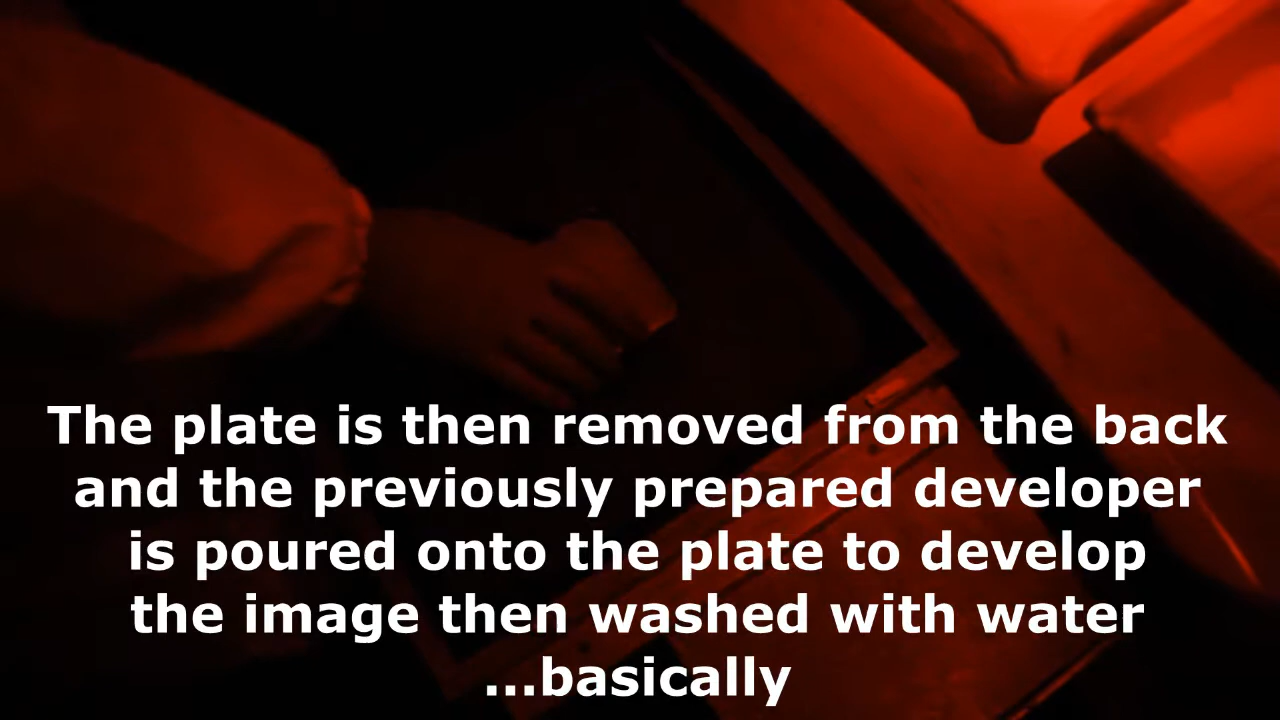 The plate is then removed from the back
and the previously prepared developer
is poured onto the plate to develop
the image then washed with water
...basically